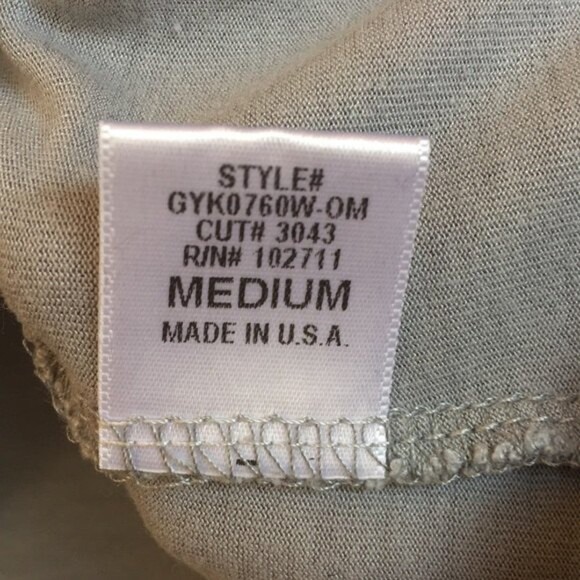 STYLE#
GYK0760W-OM
CUT# 3043
R/N# 102711
MEDIUM
MADE IN U.S.A.